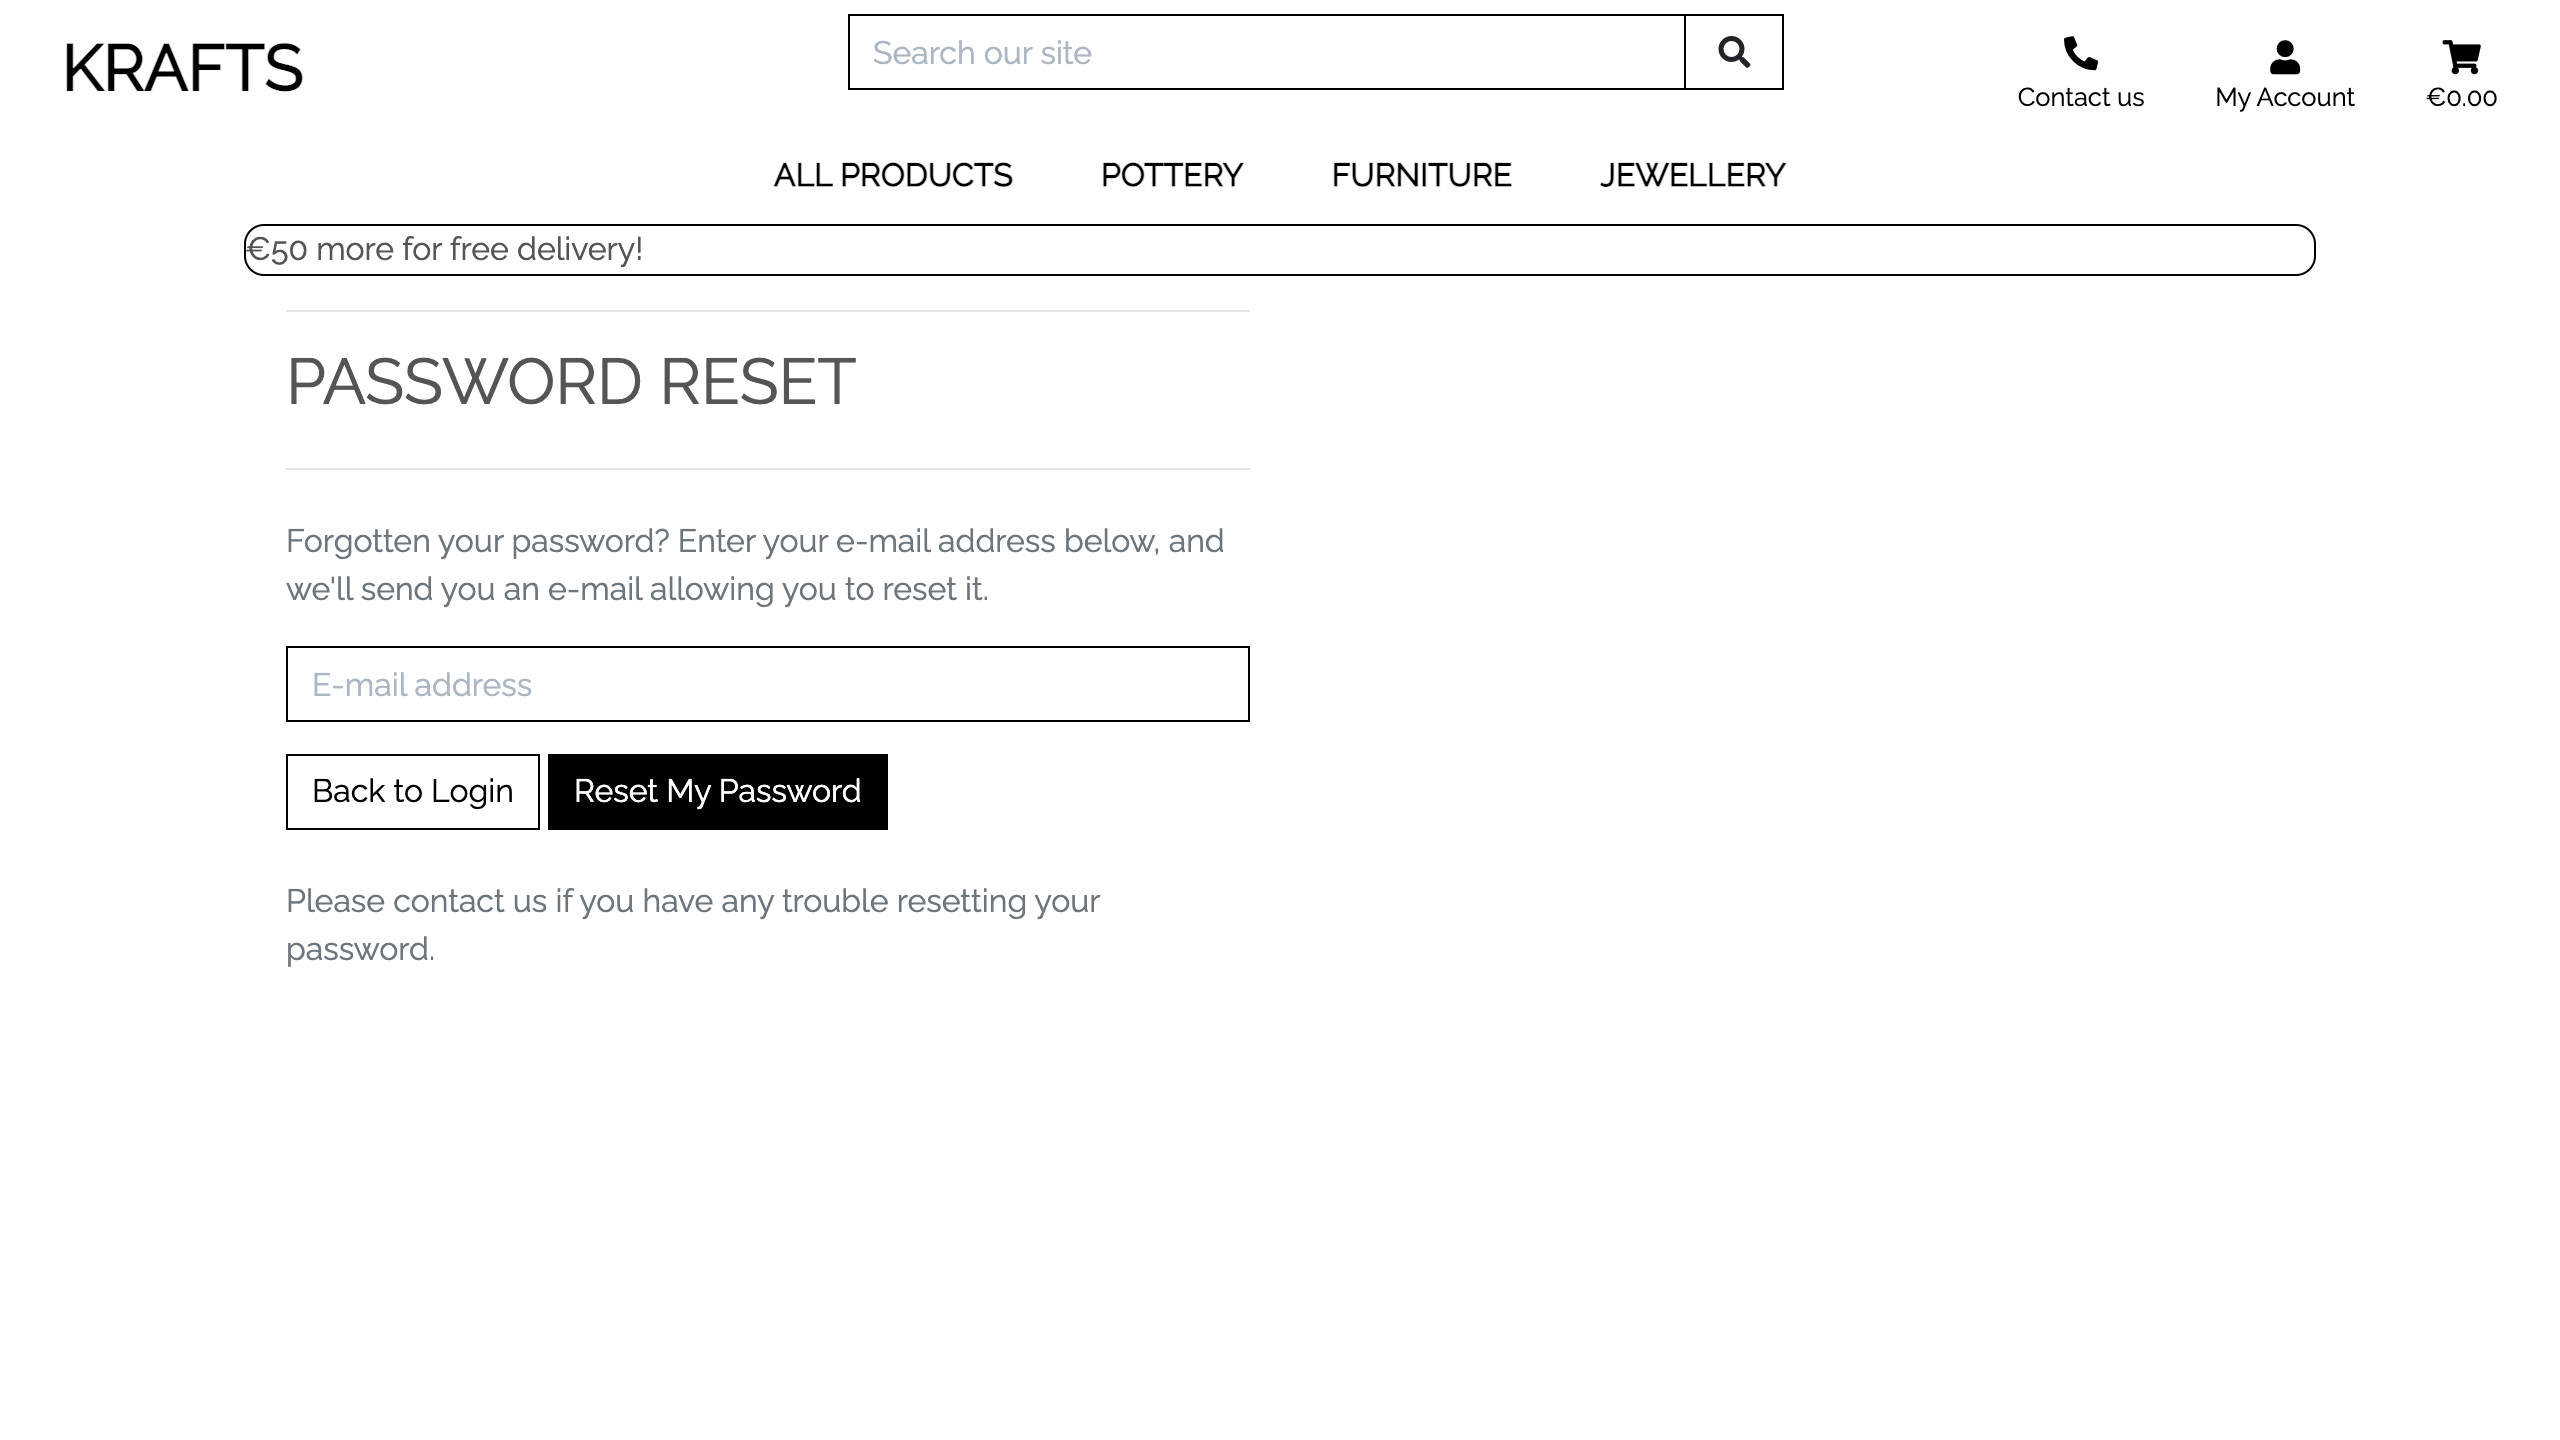 KRAFTS
Search our site
Contact us
My Account
€0.00
ALL PRODUCTS
POTTERY
FURNITURE
JEWELLERY
€50 more for free delivery!
PASSWORD RESET
Forgotten your password? Enter your e-mail address below, and
we'll send you an e-mail allowing you to reset it.
E-mail address
Back to Login
Reset My Password
Please contact us if you have any trouble resetting your
password.